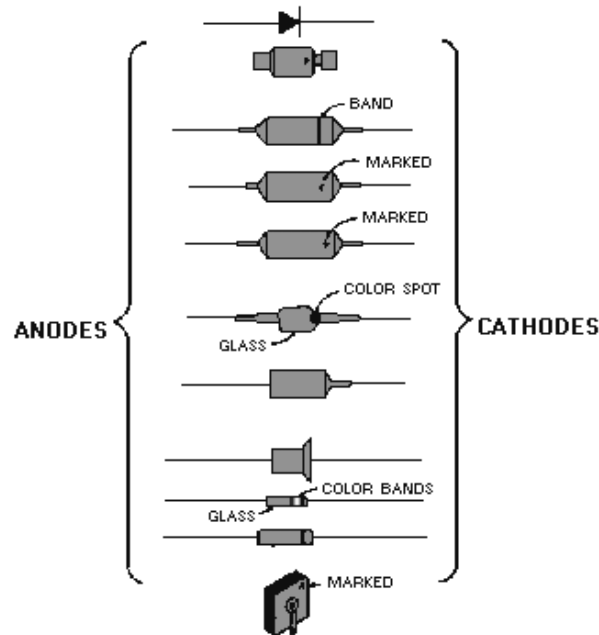 BAND
MARKED
MARKED
COLOR SPOT
ANODES
CATHODES
GLASS
COLOR BANDS
GLASS
MARKED